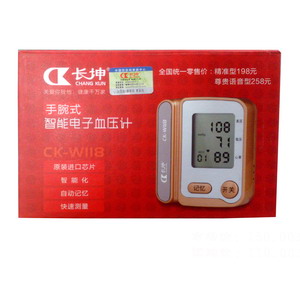 CK 长坤
CHANG KUN
全国统一零售价：精准型198元
尊贵语音型258元
手腕式
智能电子血压计
CK-W118
原装进口芯片
智能化
自动记忆
快速测量
108
71
01 89
记忆
开关